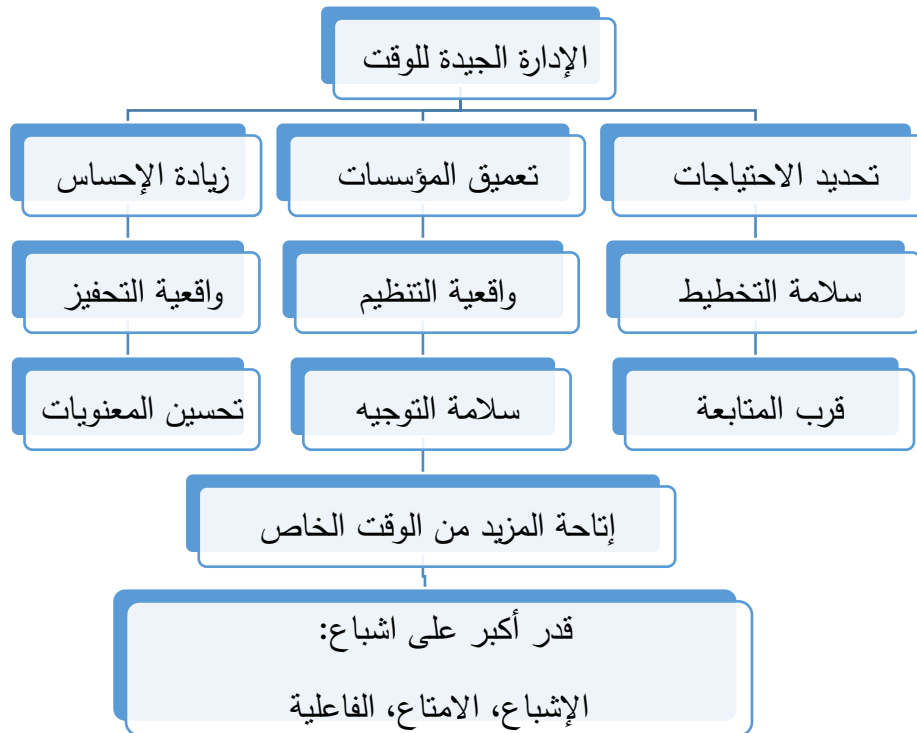 الإدارة الجيدة للوقت
تحديد الاحتياجات
تعميق المؤسسات
زيادة الإحساس
سلامة التخطيط
واقعية التنظيم
واقعية التحفيز
قرب المتابعة
سلامة التوجيه
تحسين المعنويات
إتاحة المزيد من الوقت الخاص
قدر أكبر على اشباع:
الإشباع، الامتاع، الفاعلية